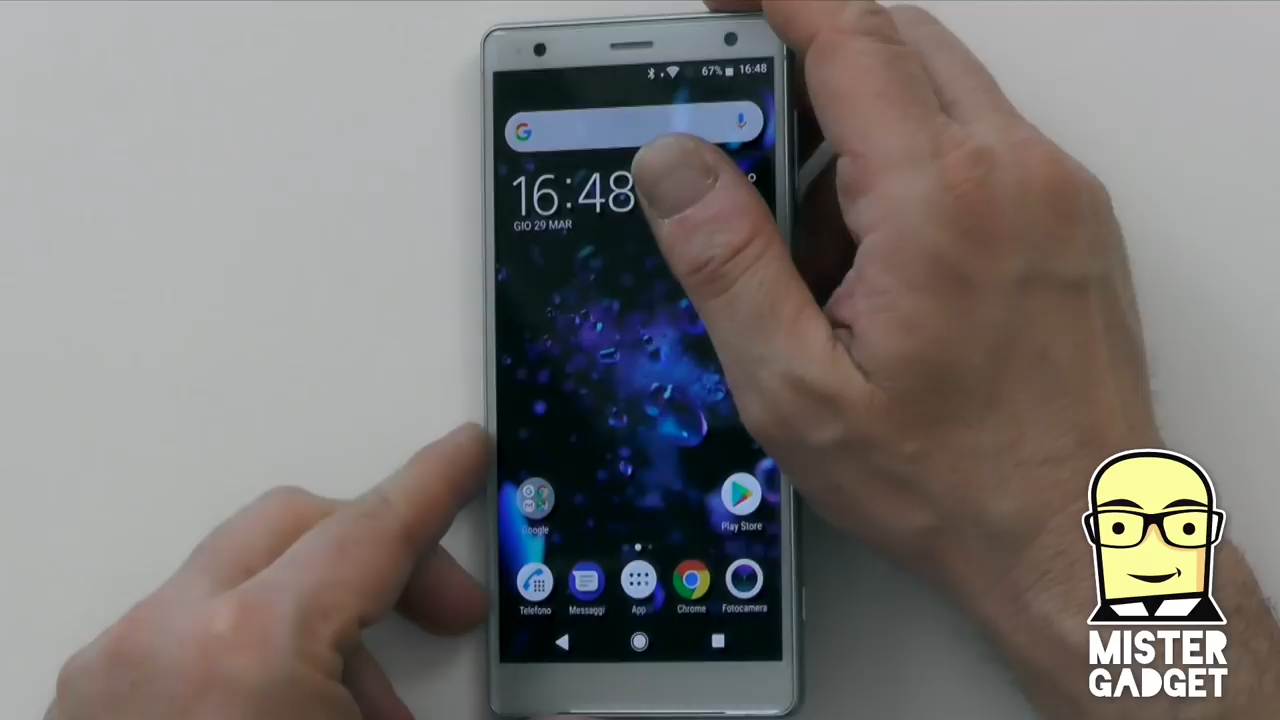 67% 16:48
16:48
GIO 29 MAR
Google
Play Store
Telefono
Messaggi
App
Chrome
Fotocamera
MISTER
GADGET